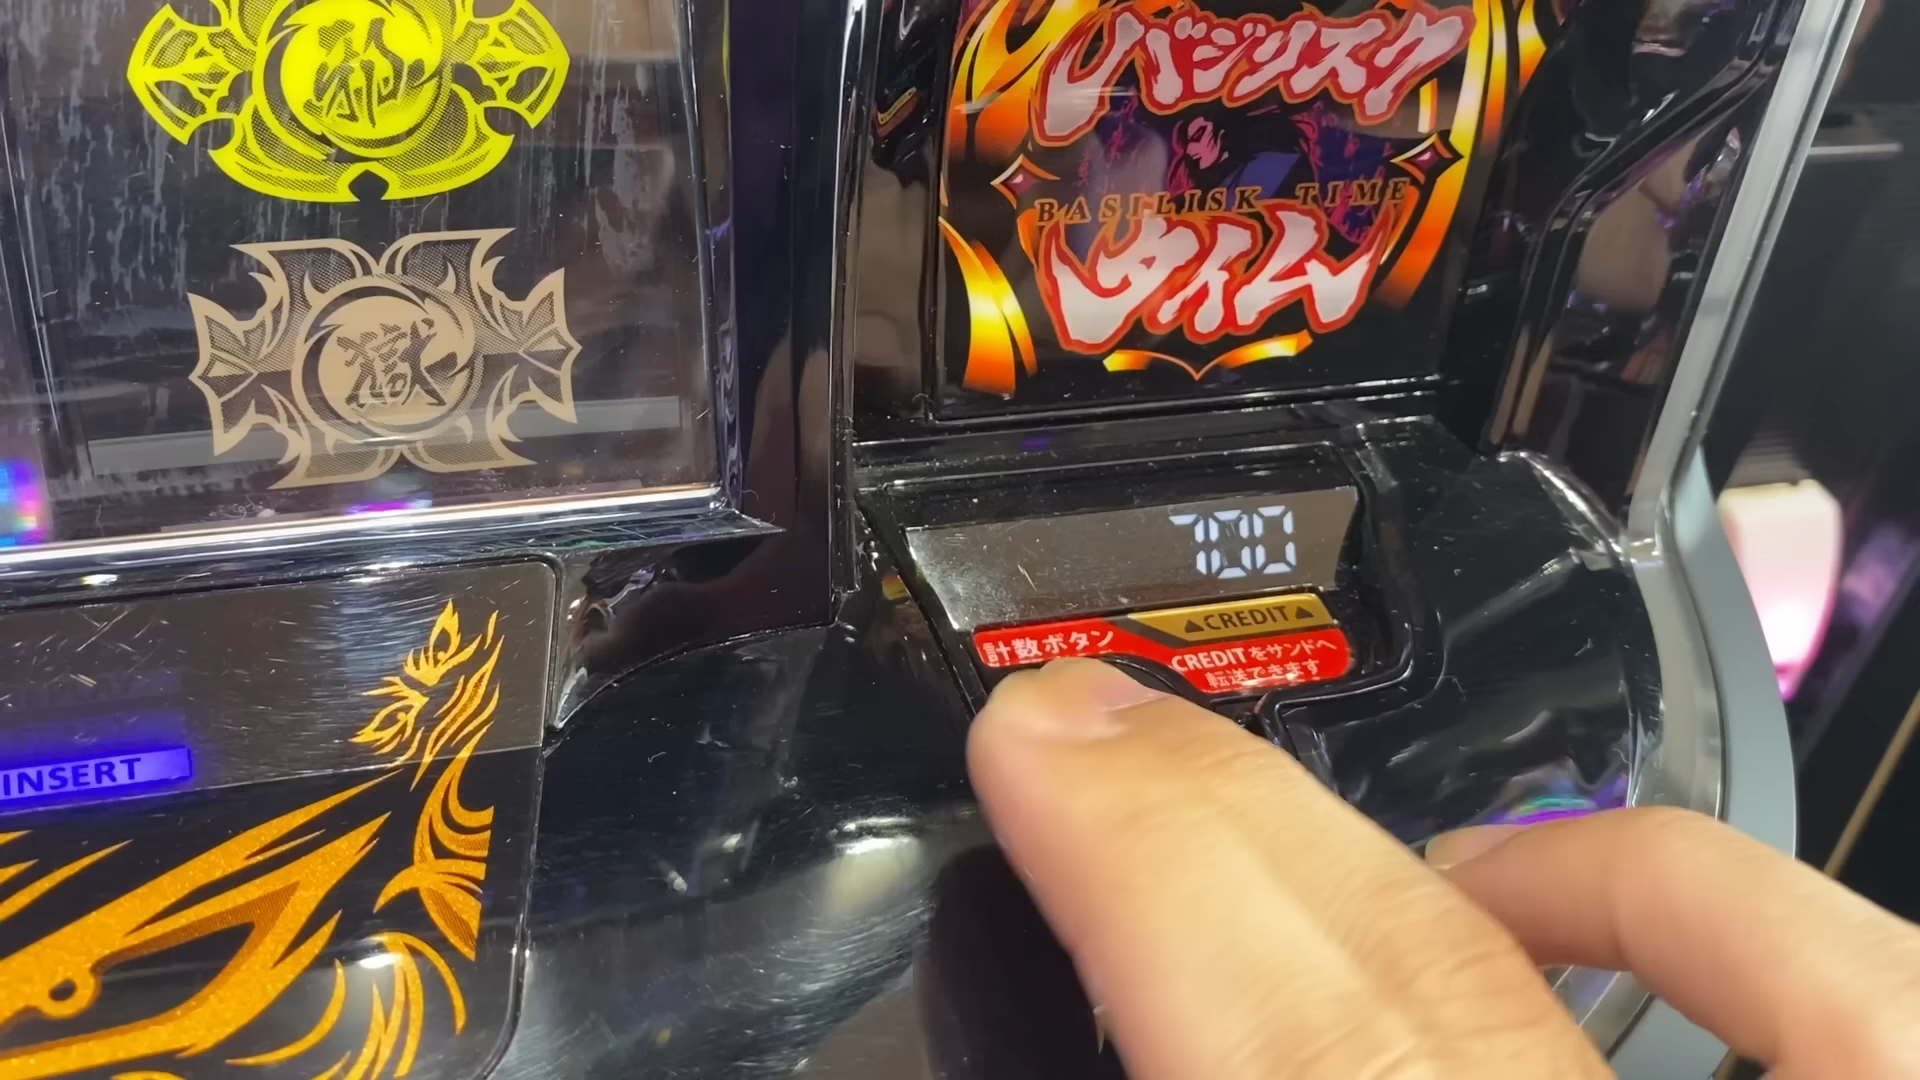 バジリスク
BASILISK TIME
タイム
獄
700
▲CREDIT▲
計数ボタン
CREDITをサンドへ
転送できます
INSERT